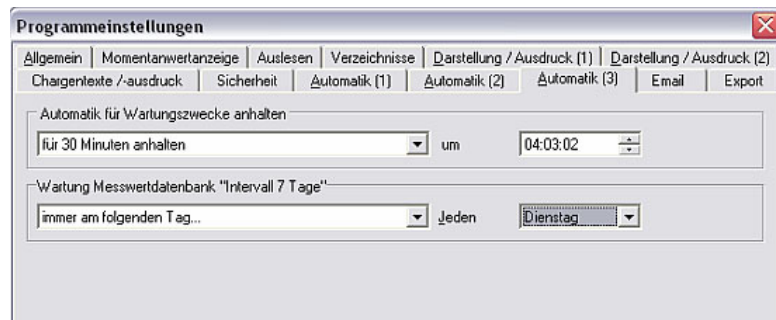 Programmeinstellungen
Allgemein Momentanwertanzeige Auslesen Verzeichnisse Darstellung / Ausdruck (1) Darstellung / Ausdruck (2)
Chargentexte /-ausdruck Sicherheit Automatik (1) Automatik (2) Automatik (3) Email Export
Automatik für Wartungszwecke anhalten
für 30 Minuten anhalten um 04:03:02
Wartung Messwertdatenbank "Intervall 7 Tage"
immer am folgenden Tag... Jeden Dienstag